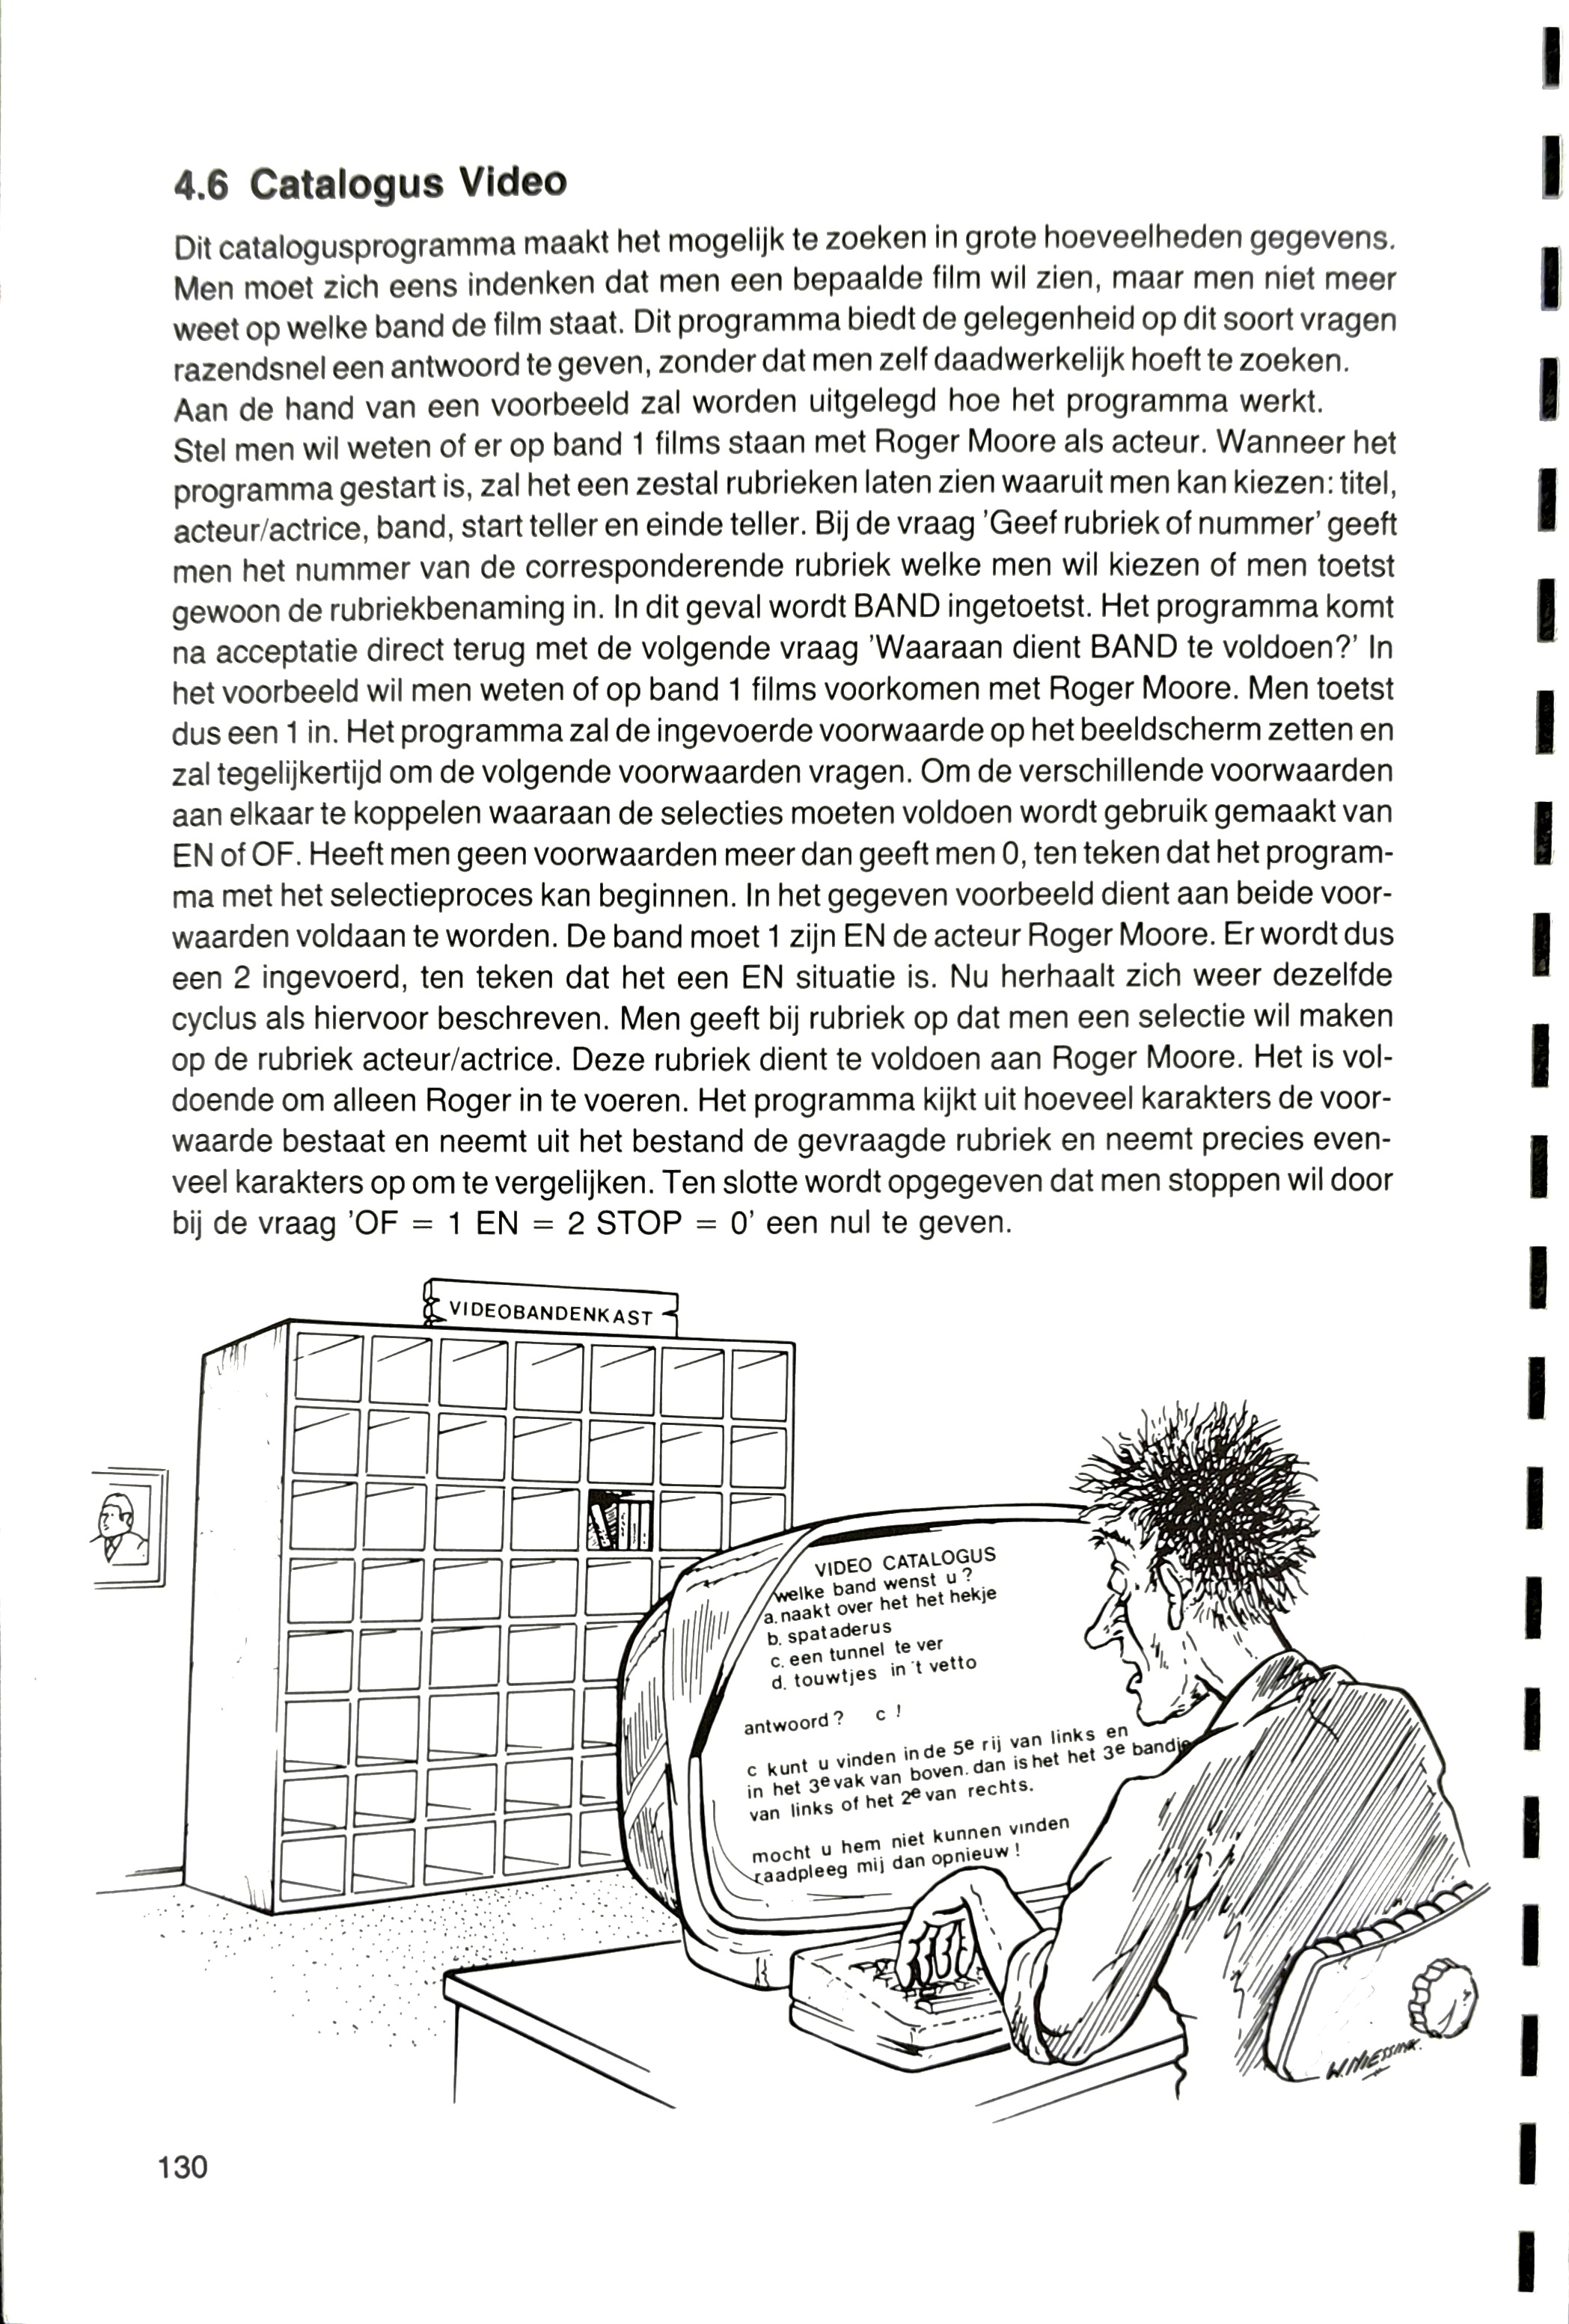 4.6 Catalogus Video
Dit catalogusprogramma maakt het mogelijk te zoeken in grote hoeveelheden gegevens.
Men moet zich eens indenken dat men een bepaalde film wil zien, maar men niet meer
weet op welke band de film staat. Dit programma biedt de gelegenheid op dit soort vragen
razendsnel een antwoord te geven, zonder dat men zelf daadwerkelijk hoeft te zoeken.
Aan de hand van een voorbeeld zal worden uitgelegd hoe het programma werkt.
Stel men wil weten of er op band 1 films staan met Roger Moore als acteur. Wanneer het
programma gestart is, zal het een zestal rubrieken laten zien waaruit men kan kiezen: titel,
acteur/actrice, band, start teller en einde teller. Bij de vraag 'Geef rubriek of nummer' geeft
men het nummer van de corresponderende rubriek welke men wil kiezen of men toetst
gewoon de rubriekbenaming in. In dit geval wordt BAND ingetoetst. Het programma komt
na acceptatie direct terug met de volgende vraag 'Waaraan dient BAND te voldoen?' In
het voorbeeld wil men weten of op band 1 films voorkomen met Roger Moore. Men toetst
dus een 1 in. Het programma zal de ingevoerde voorwaarde op het beeldscherm zetten en
zal tegelijkertijd om de volgende voorwaarden vragen. Om de verschillende voorwaarden
aan elkaar te koppelen waaraan de selecties moeten voldoen wordt gebruik gemaakt van
EN of OF. Heeft men geen voorwaarden meer dan geeft men 0, ten teken dat het program-
ma met het selectieproces kan beginnen. In het gegeven voorbeeld dient aan beide voor-
waarden voldaan te worden. De band moet 1 zijn EN de acteur Roger Moore. Er wordt dus
een 2 ingevoerd, ten teken dat het een EN situatie is. Nu herhaalt zich weer dezelfde
cyclus als hiervoor beschreven. Men geeft bij rubriek op dat men een selectie wil maken
op de rubriek acteur/actrice. Deze rubriek dient te voldoen aan Roger Moore. Het is vol-
doende om alleen Roger in te voeren. Het programma kijkt uit hoeveel karakters de voor-
waarde bestaat en neemt uit het bestand de gevraagde rubriek en neemt precies even-
veel karakters op om te vergelijken. Ten slotte wordt opgegeven dat men stoppen wil door
bij de vraag 'OF = 1 EN = 2 STOP = 0' een nul te geven.
VIDEOBANDENKAST
VIDEO CATALOGUS
welke band wenst u ?
a. naakt over het het hekje
b. spataderus
c. een tunnel te ver
d. touwtjes in 't vetto
antwoord ? c !
c kunt u vinden in de 5e rij van links en
in het 3e vak van boven. dan is het het 3e bandje
van links of het 2e van rechts.
mocht u hem niet kunnen vinden
raadpleeg mij dan opnieuw !
W. NIESSINK.
130